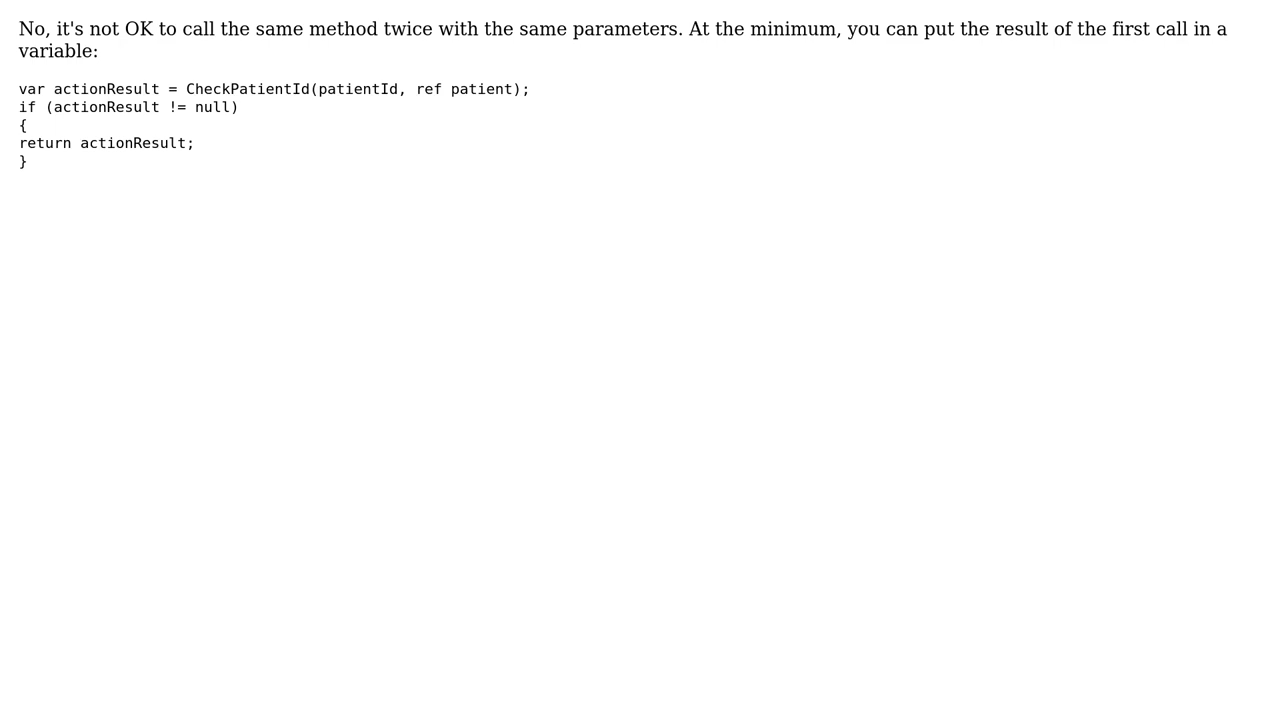 No, it's not OK to call the same method twice with the same parameters. At the minimum, you can put the result of the first call in a
variable:
var actionResult = CheckPatientId(patientId, ref patient);
if (actionResult != null)
{
return actionResult;
}